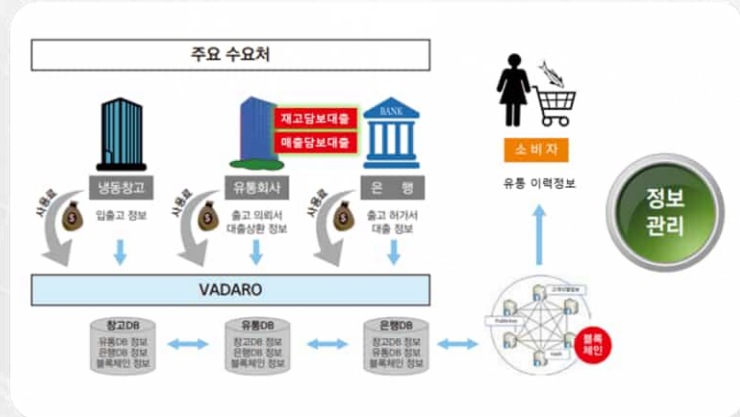 주요 수요처
BANK
재고담보대출
매출담보대출
냉동창고
유통회사
은 행
소 비 자
사용료
사용료
사용료
입출고 정보
출고 의뢰서
대출상환 정보
출고 허가서
대출 정보
유통 이력정보
정보
관리
VADARO
창고DB
유통DB 정보
은행DB 정보
블록체인 정보
유통DB
창고DB 정보
은행DB 정보
블록체인 정보
은행DB
창고DB 정보
유통DB 정보
블록체인 정보
블록
체인